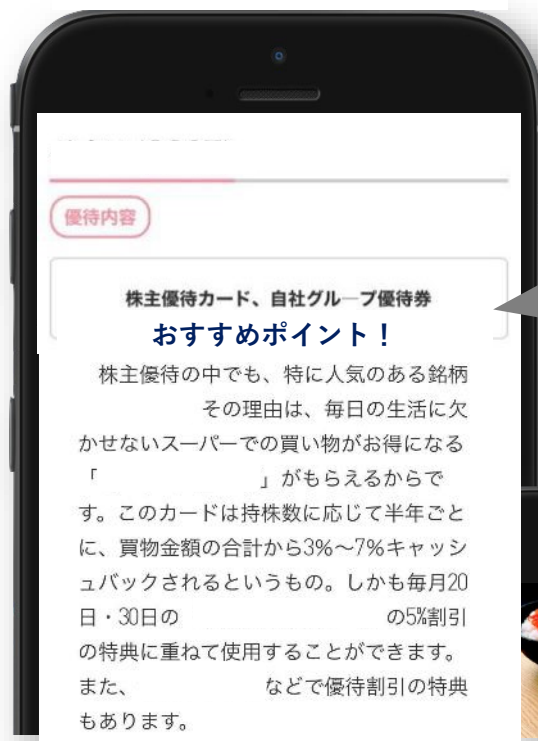 優待内容
株主優待カード、自社グループ優待券
おすすめポイント！
株主優待の中でも、特に人気のある銘柄
その理由は、毎日の生活に欠
かせないスーパーでの買い物がお得になる
「　　　　　　　」がもらえるからで
す。このカードは持株数に応じて半年ごと
に、買物金額の合計から3%～7%キャッシ
ュバックされるというもの。しかも毎月20
日・30日の　　　　　　　　　の5%割引
の特典に重ねて使用することができます。
また、　　　　　　などで優待割引の特典
もあります。